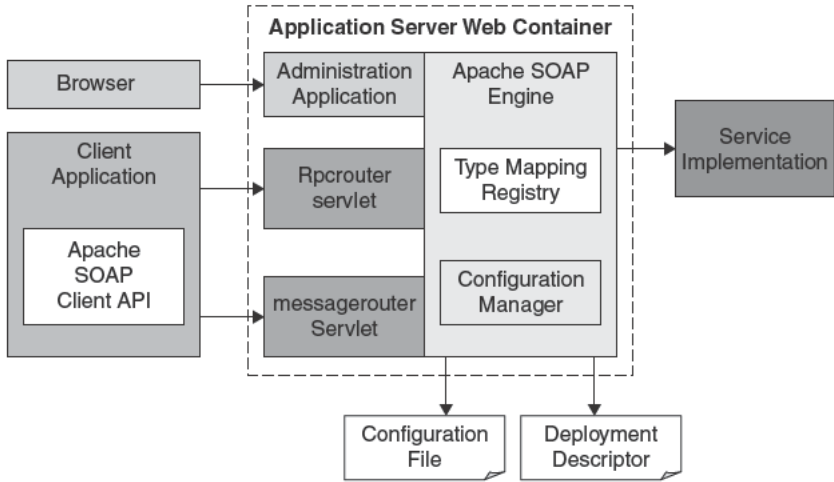 Application Server Web Container
Browser
Administration
Application
Apache SOAP
Engine
Client
Application
Rpcrouter
servlet
Type Mapping
Registry
Service
Implementation
Apache
SOAP
Client API
messagerouter
Servlet
Configuration
Manager
Configuration
File
Deployment
Descriptor